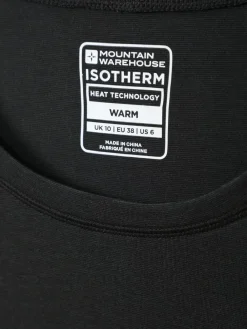 MOUNTAIN
WAREHOUSE
ISOTHERM
HEAT TECHNOLOGY
WARM
UK 10 | EU 38 | US 6
MADE IN CHINA
FABRIQUÉ EN CHINE